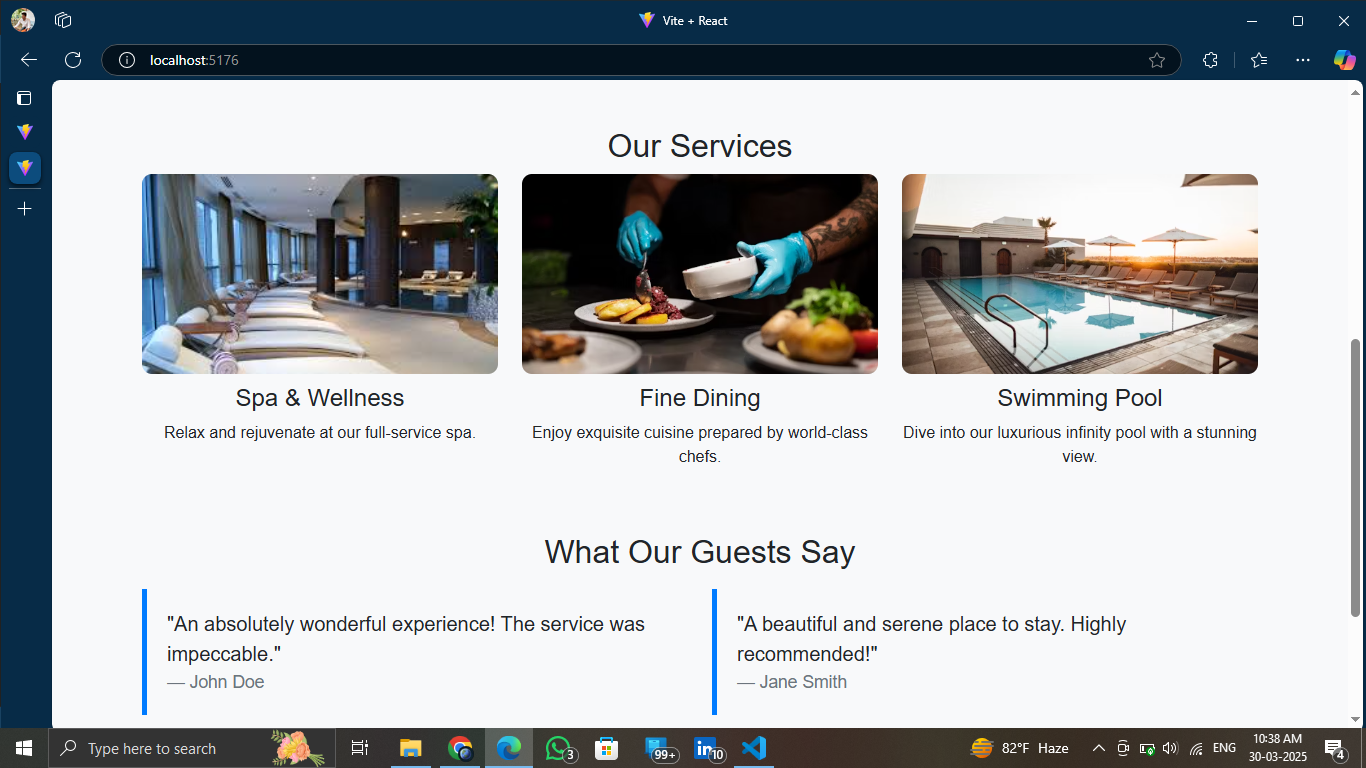 Vite + React
localhost:5176
Our Services
Spa & Wellness
Fine Dining
Swimming Pool
Relax and rejuvenate at our full-service spa.
Enjoy exquisite cuisine prepared by world-class
chefs.
Dive into our luxurious infinity pool with a stunning
view.
What Our Guests Say
"An absolutely wonderful experience! The service was
impeccable."
— John Doe
"A beautiful and serene place to stay. Highly
recommended!"
— Jane Smith
Type here to search
3
99+
10
82°F Haze
ENG
10:38 AM
30-03-2025
4